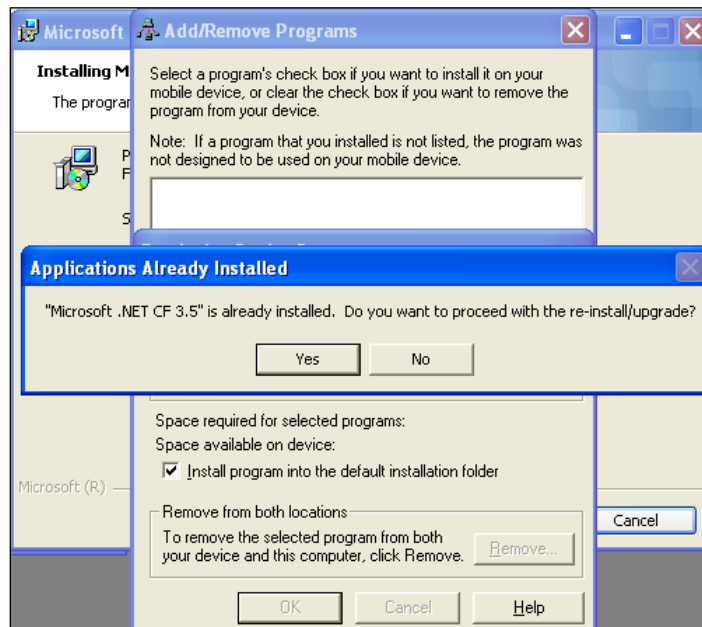 Microsoft
Add/Remove Programs
Installing M
The progra
Select a program's check box if you want to install it on your
mobile device, or clear the check box if you want to remove the
program from your device.
Note: If a program that you installed is not listed, the program was
not designed to be used on your mobile device.
P
F
S
Applications Already Installed
"Microsoft .NET CF 3.5" is already installed. Do you want to proceed with the re-install/upgrade?
Yes
No
Space required for selected programs:
Space available on device:
Install program into the default installation folder
Microsoft (R)
Remove from both locations
To remove the selected program from both
your device and this computer, click Remove.
Remove...
Cancel
OK
Cancel
Help